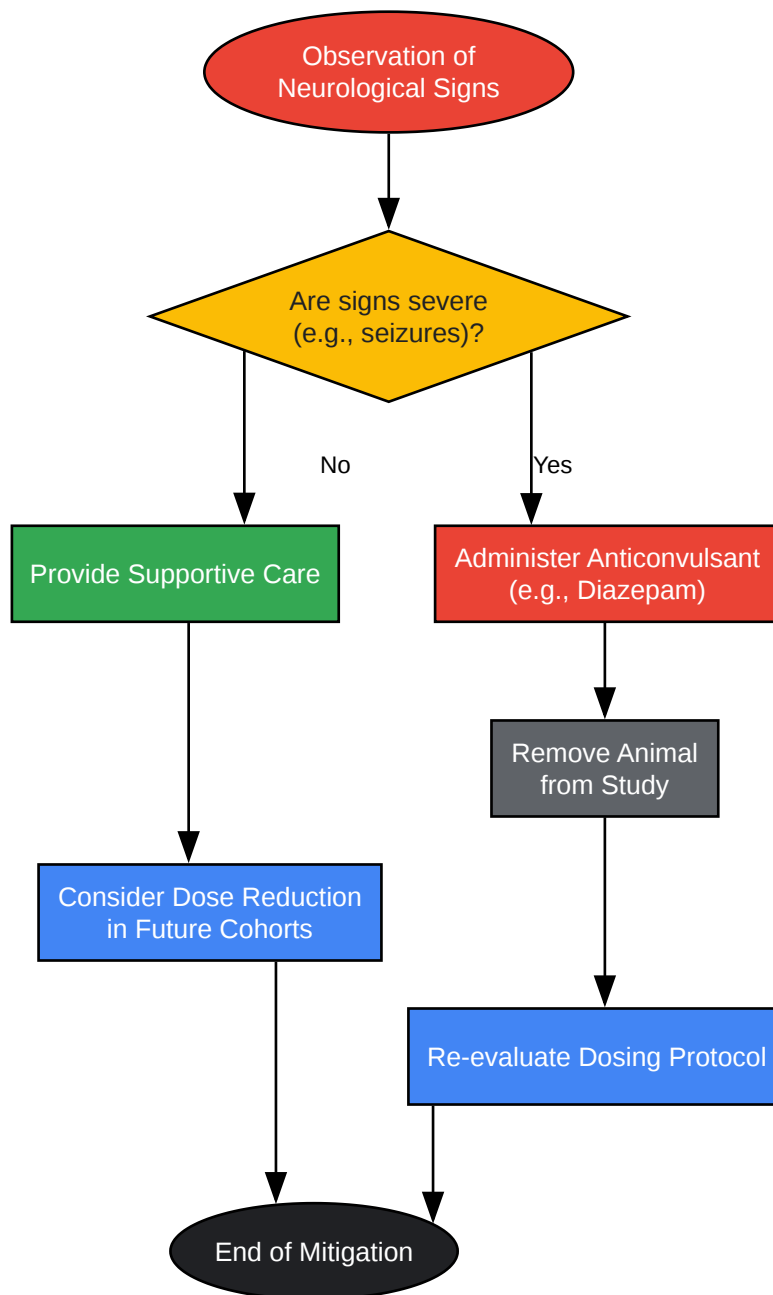 Observation of
Neurological Signs
Are signs severe
(e.g., seizures)?
No
Yes
Provide Supportive Care
Administer Anticonvulsant
(e.g., Diazepam)
Remove Animal
from Study
Consider Dose Reduction
in Future Cohorts
Re-evaluate Dosing Protocol
End of Mitigation